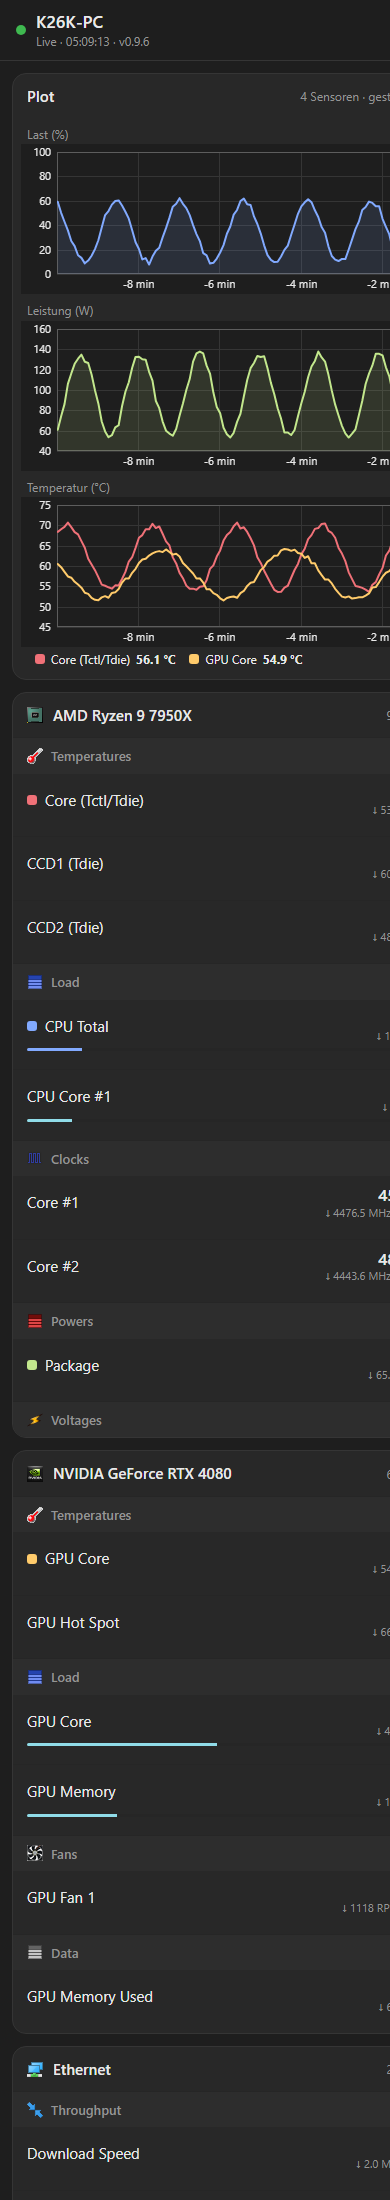 K26K-PC
Live · 05:09:13 · v0.9.6
Plot
4 Sensoren · gest
Last (%)
100
80
60
40
20
0
-8 min -6 min -4 min -2 m
Leistung (W)
160
140
120
100
80
60
40
-8 min -6 min -4 min -2 m
Temperatur (°C)
75
70
65
60
55
50
45
-8 min -6 min -4 min -2 m
Core (Tctl/Tdie) 56.1 °C GPU Core 54.9 °C
AMD Ryzen 9 7950X
Temperatures
Core (Tctl/Tdie)
↓ 53
CCD1 (Tdie)
↓ 60
CCD2 (Tdie)
↓ 48
Load
CPU Total
↓ 1
CPU Core #1
↓
Clocks
Core #1
45
↓ 4476.5 MHz
Core #2
48
↓ 4443.6 MHz
Powers
Package
↓ 65.
Voltages
NVIDIA GeForce RTX 4080
Temperatures
GPU Core
↓ 54
GPU Hot Spot
↓ 66
Load
GPU Core
↓ 4
GPU Memory
↓ 1
Fans
GPU Fan 1
↓ 1118 RP
Data
GPU Memory Used
↓ 6
Ethernet
Throughput
Download Speed
↓ 2.0 M